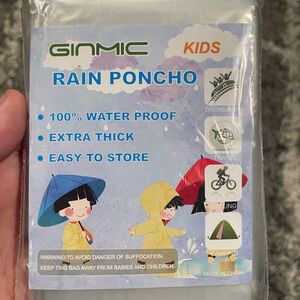 GINMIC
KIDS
RAIN PONCHO
• 100% WATER PROOF
• EXTRA THICK
• EASY TO STORE
WARNING:TO AVOID DANGER OF SUFFOCATION.
KEEP THIS BAG AWAY FROM BABIES AND CHILDREN.
MADE IN CHINA